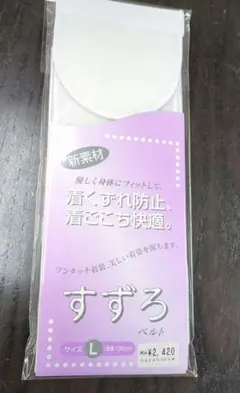 新素材
優しく身体にフィットして、
着くずれ防止、
着ごこち快適。
ワンタッチ着装、美しい着姿を保ちます。
すずろ
ベルト
サイズ L
¥2,420